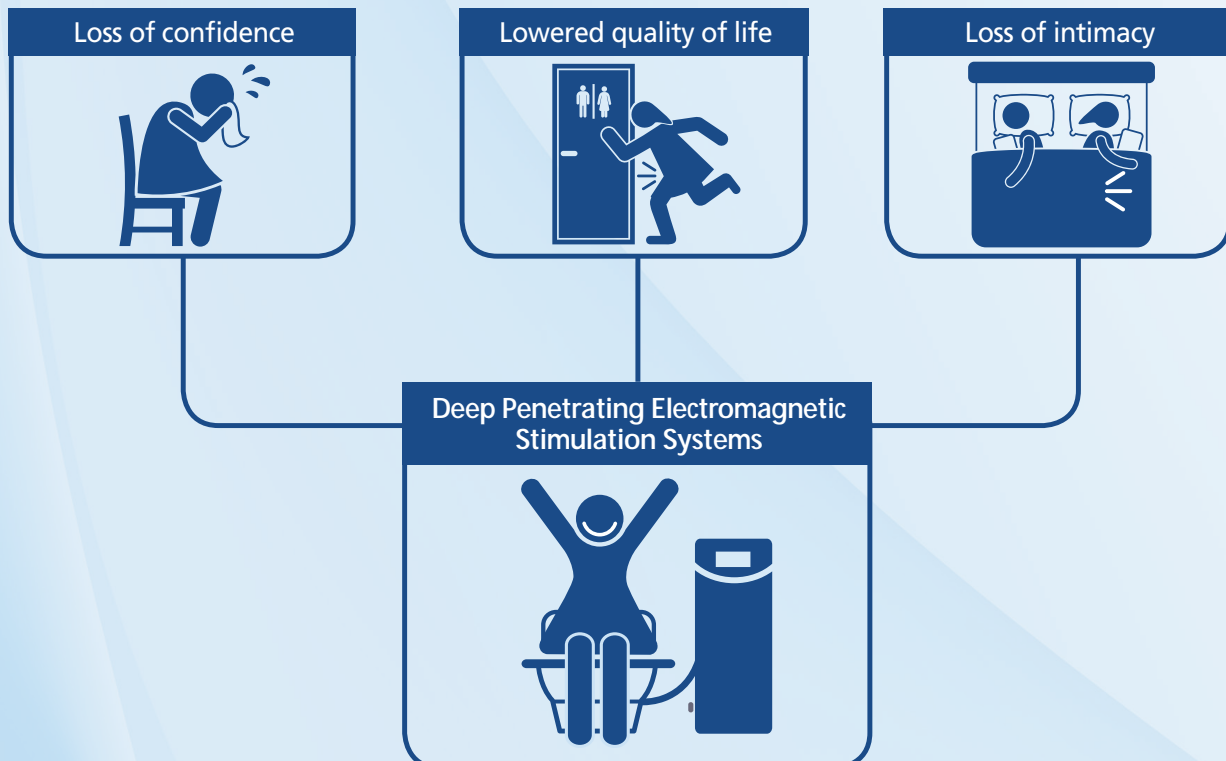 Loss of confidence
Lowered quality of life
Loss of intimacy
Deep Penetrating Electromagnetic
Stimulation Systems